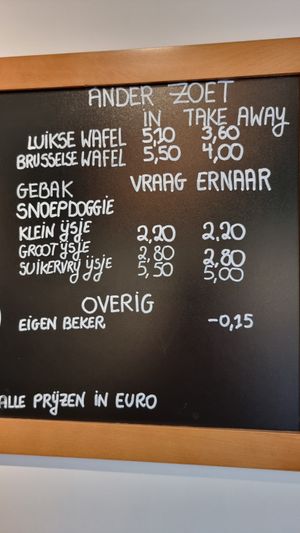 ANDER ZOET
IN TAKE AWAY
LUIKSE WAFEL 5,10 3,60
BRUSSELSE WAFEL 5,50 4,00
GEBAK VRAAG ERNAAR
SNOEPDOGGIE
KLEIN IJSJE 2,20 2,20
GROOT IJSJE 2,80 2,80
SUIKERVRIJ IJSJE 5,50 5,00
OVERIG
EIGEN BEKER -0,15
ALLE PRIJZEN IN EURO